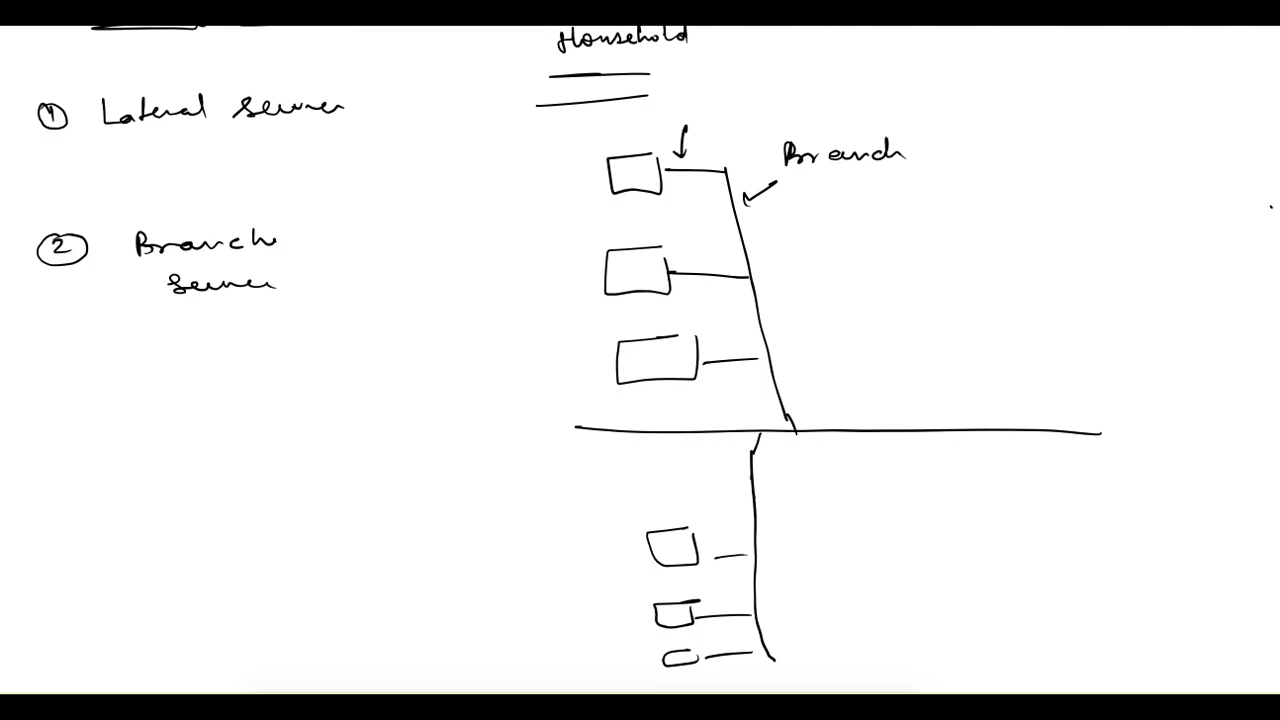 Household
① Lateral Sewer
Branch
② Branch
Sewer